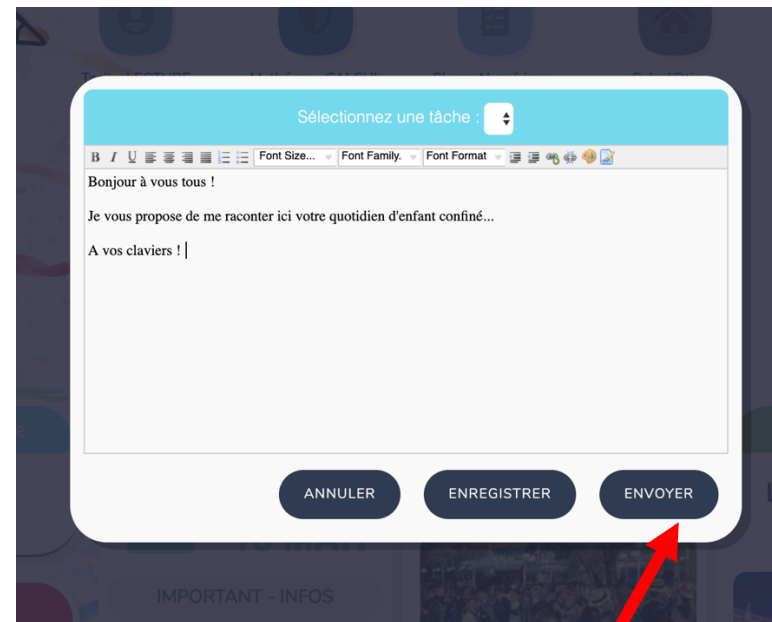 Sélectionnez une tâche :
B I U Font Size... Font Family. Font Format
Bonjour à vous tous !
Je vous propose de me raconter ici votre quotidien d'enfant confiné...
A vos claviers !
ANNULER ENREGISTRER ENVOYER
IMPORTANT - INFOS